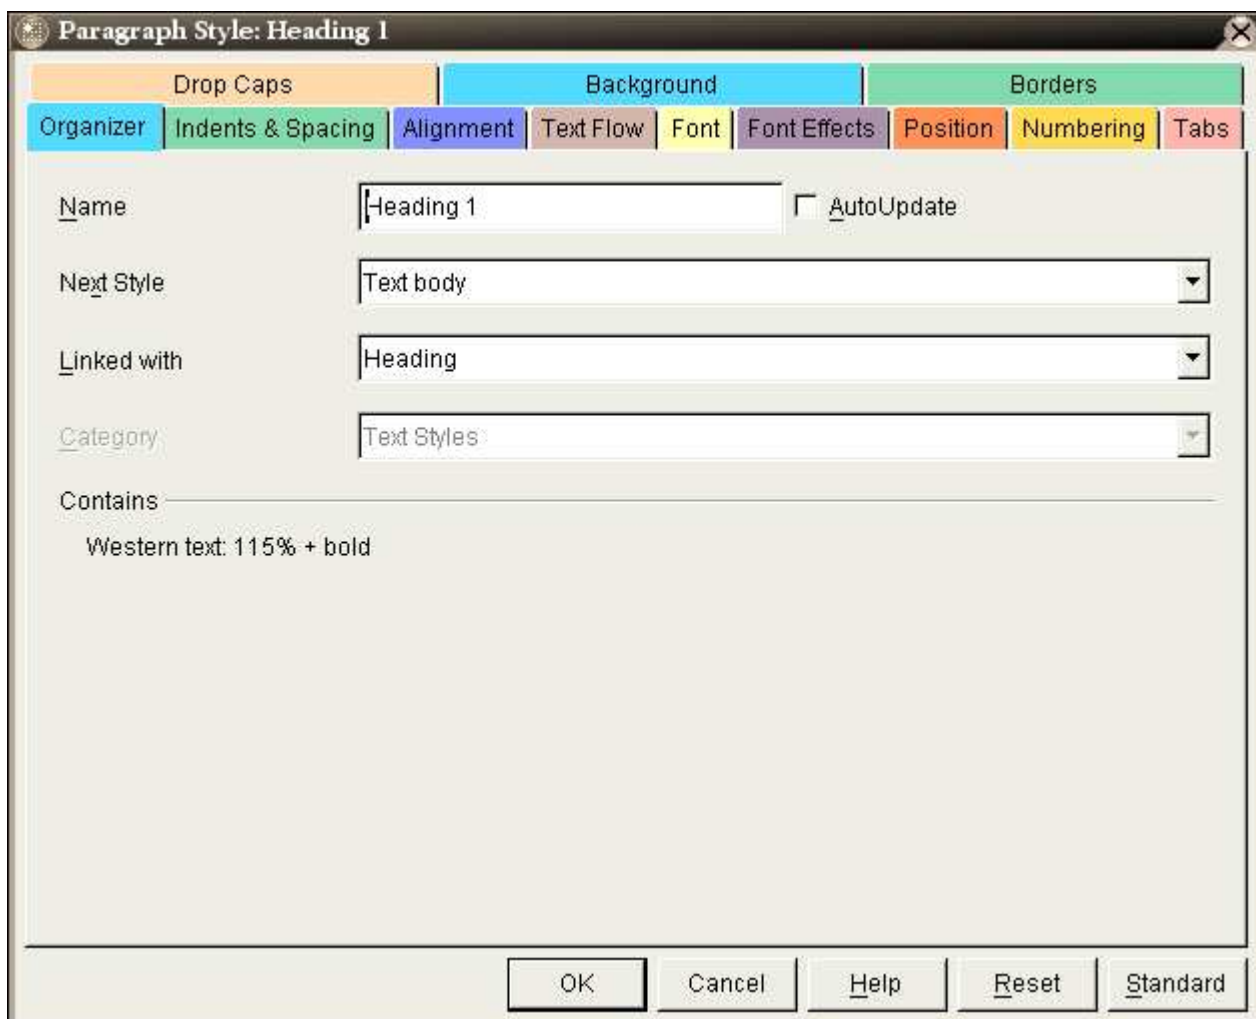 Paragraph Style: Heading 1
Drop Caps Background Borders
Organizer Indents & Spacing Alignment Text Flow Font Font Effects Position Numbering Tabs
Name Heading 1 AutoUpdate
Next Style Text body
Linked with Heading
Category Text Styles
Contains
Western text: 115% + bold
OK Cancel Help Reset Standard